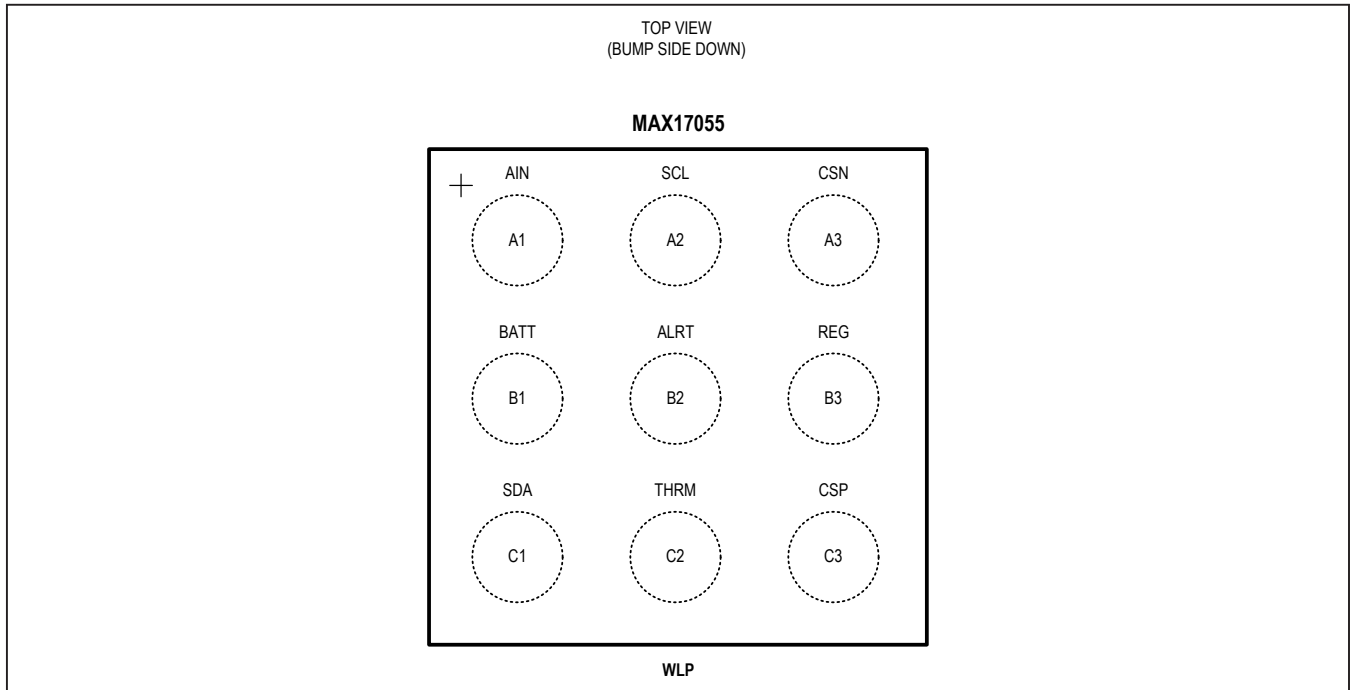 TOP VIEW
(BUMP SIDE DOWN)
MAX17055
+
AIN SCL CSN
A1 A2 A3
BATT ALRT REG
B1 B2 B3
SDA THRM CSP
C1 C2 C3
WLP